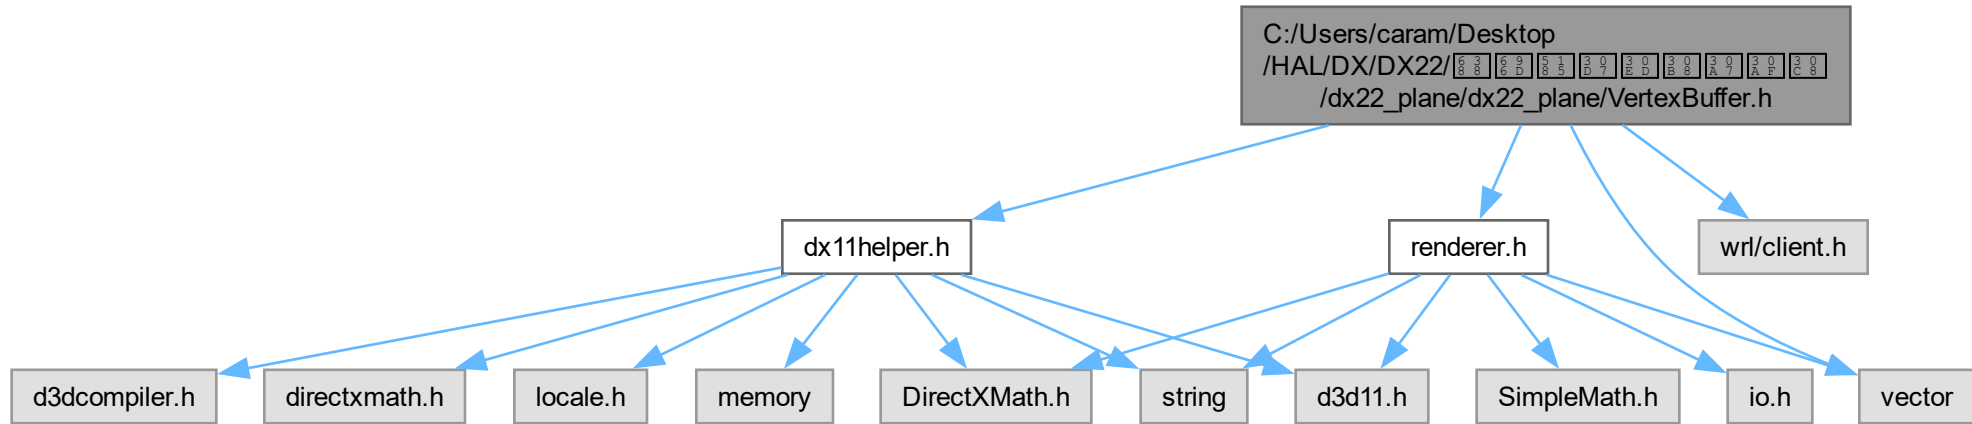 C:/Users/caram/Desktop
/HAL/DX/DX22/
/dx22_plane/dx22_plane/VertexBuffer.h
dx11helper.h
renderer.h
wrl/client.h
d3dcompiler.h
directxmath.h
locale.h
memory
DirectXMath.h
string
d3d11.h
SimpleMath.h
io.h
vector